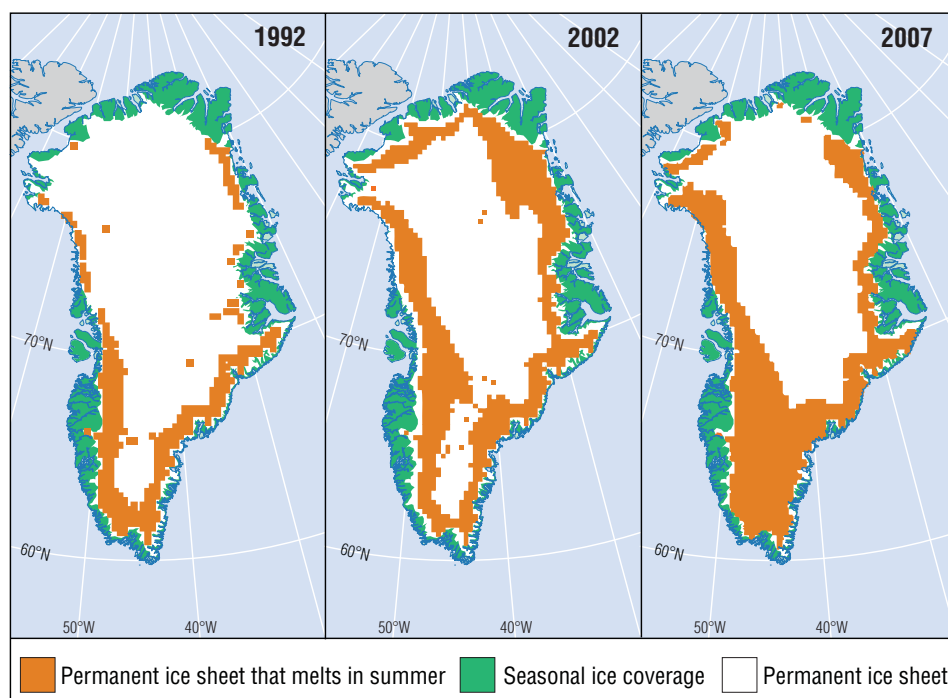 1992
2002
2007
70°N
70°N
70°N
60°N
60°N
60°N
50°W
40°W
50°W
40°W
50°W
40°W
Permanent ice sheet that melts in summer
Seasonal ice coverage
Permanent ice sheet